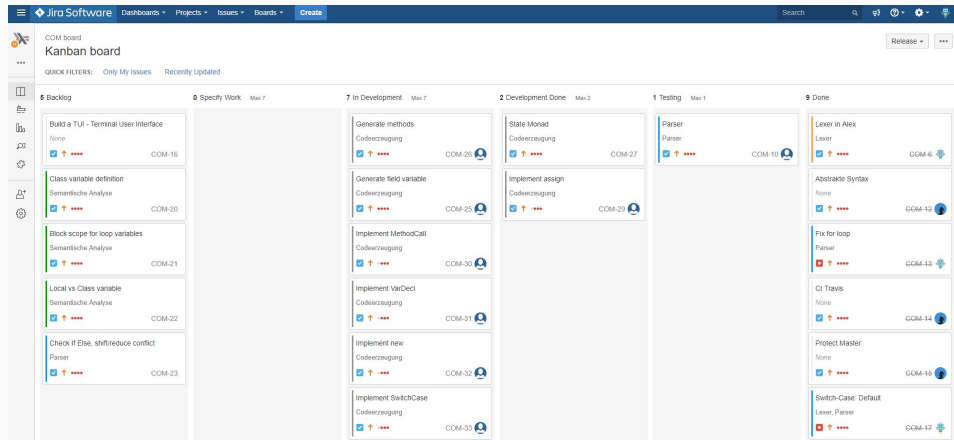 Jira Software Dashboards Projects Issues Boards Create Search
COM board
Kanban board
Release
QUICK FILTERS: Only My Issues Recently Updated
5 Backlog
0 Specify Work Max 7
7 In Development Max 7
2 Development Done Max 2
1 Testing Max 1
9 Done
Build a TUI - Terminal User Interface
None
COM-16
Class variable definition
Semantische Analyse
COM-20
Block scope for loop variables
Semantische Analyse
COM-21
Local vs Class variable
Semantische Analyse
COM-22
Check If Else, shift/reduce conflict
Parser
COM-23
Generate methods
Codeerzeugung
COM-26
Generate field variable
Codeerzeugung
COM-25
Implement MethodCall
Codeerzeugung
COM-30
Implement VarDecl
Codeerzeugung
COM-31
Implement new
Codeerzeugung
COM-32
Implement SwitchCase
Codeerzeugung
COM-33
State Monad
Codeerzeugung
COM-27
Implement assign
Codeerzeugung
COM-29
Parser
Parser
COM-10
Lexer in Alex
Lexer
COM-6
Abstrakte Syntax
None
COM-12
Fix for loop
Parser
COM-13
CI Travis
None
COM-14
Protect Master
None
COM-15
Switch-Case: Default
Lexer, Parser
COM-17